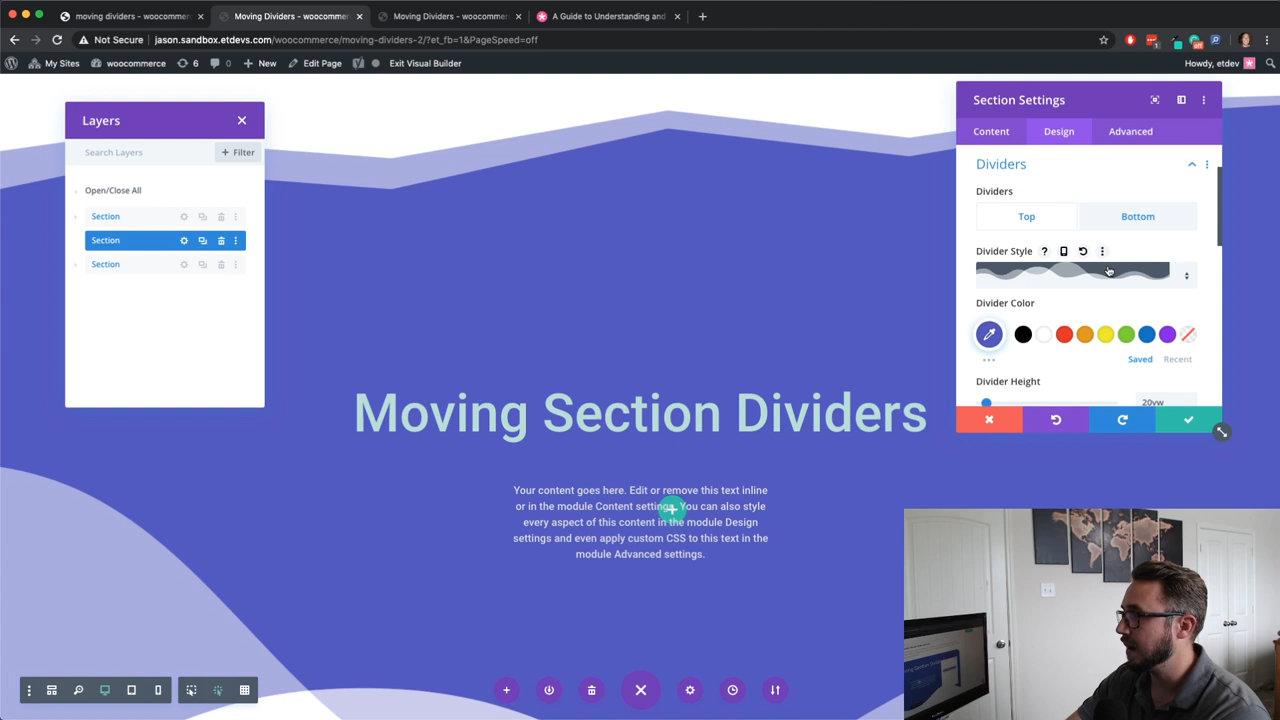 moving dividers – woocommerc
Moving Dividers – woocommerc
Moving Dividers – woocommerc
A Guide to Understanding and
Not Secure
jason.sandbox.etdevs.com/woocommerce/moving-dividers-2/?et_fb=1&PageSpeed=off
My Sites
woocommerce
6
0
New
Edit Page
Exit Visual Builder
Howdy, etdev
Layers
Search Layers
+ Filter
Open/Close All
Section
Section
Section
Section Settings
Content
Design
Advanced
Dividers
Dividers
Top
Bottom
Divider Style
Divider Color
Saved
Recent
Divider Height
20vw
Moving Section Dividers
Your content goes here. Edit or remove this text inline
or in the module Content settings. You can also style
every aspect of this content in the module Design
settings and even apply custom CSS to this text in the
module Advanced settings.